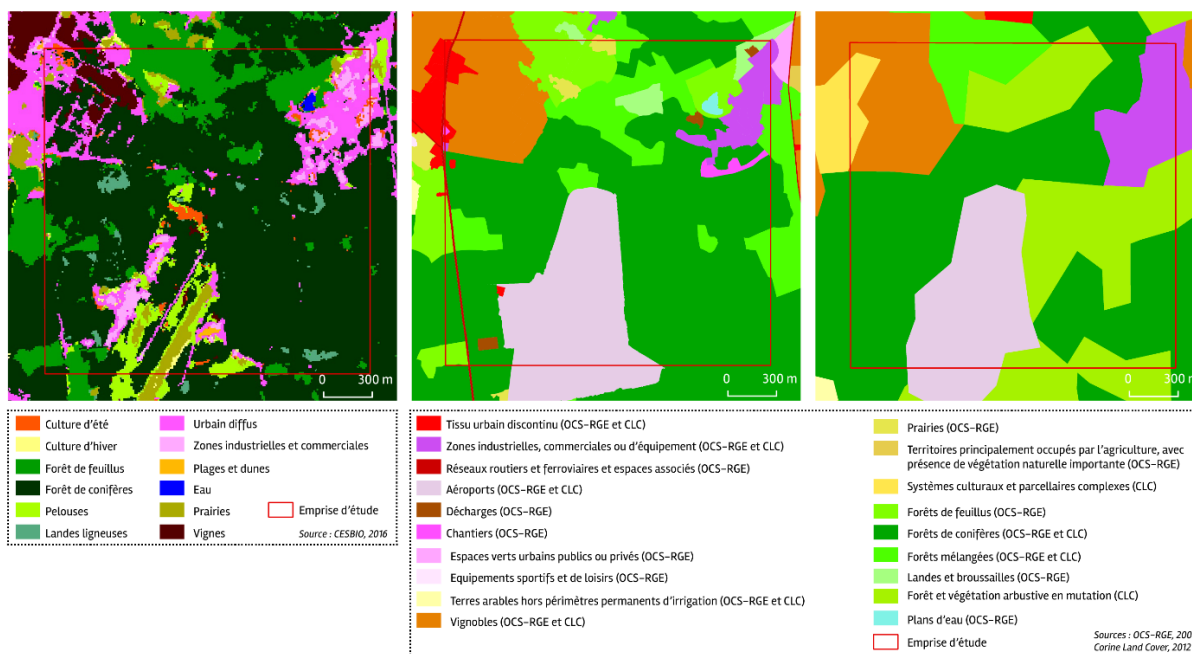 0 300 m
0 300 m
0 300 m
Culture d'été
Culture d'hiver
Forêt de feuillus
Forêt de conifères
Pelouses
Landes ligneuses
Urbain diffus
Zones industrielles et commerciales
Plages et dunes
Eau
Prairies
Vignes
Emprise d'étude
Source : CESBIO, 2016
Tissu urbain discontinu (OCS-RGE et CLC)
Zones industrielles, commerciales ou d'équipement (OCS-RGE et CLC)
Réseaux routiers et ferroviaires et espaces associés (OCS-RGE)
Aéroports (OCS-RGE et CLC)
Décharges (OCS-RGE)
Chantiers (OCS-RGE)
Espaces verts urbains publics ou privés (OCS-RGE)
Equipements sportifs et de loisirs (OCS-RGE)
Terres arables hors périmètres permanents d'irrigation (OCS-RGE et CLC)
Vignobles (OCS-RGE et CLC)
Prairies (OCS-RGE)
Territoires principalement occupés par l'agriculture, avec
présence de végétation naturelle importante (OCS-RGE)
Systèmes culturaux et parcellaires complexes (CLC)
Forêts de feuillus (OCS-RGE)
Forêts de conifères (OCS-RGE et CLC)
Forêts mélangées (OCS-RGE et CLC)
Landes et broussailles (OCS-RGE)
Forêt et végétation arbustive en mutation (CLC)
Plans d'eau (OCS-RGE)
Emprise d'étude
Sources : OCS-RGE, 200
Corine Land Cover, 2012